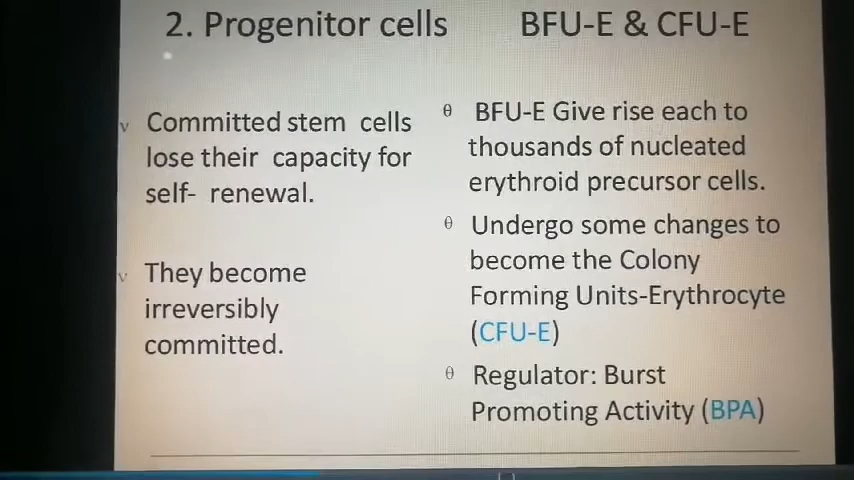 2. Progenitor cells
BFU-E & CFU-E
v Committed stem cells
lose their capacity for
self- renewal.
v They become
irreversibly
committed.
θ BFU-E Give rise each to
thousands of nucleated
erythroid precursor cells.
θ Undergo some changes to
become the Colony
Forming Units-Erythrocyte
(CFU-E)
θ Regulator: Burst
Promoting Activity (BPA)